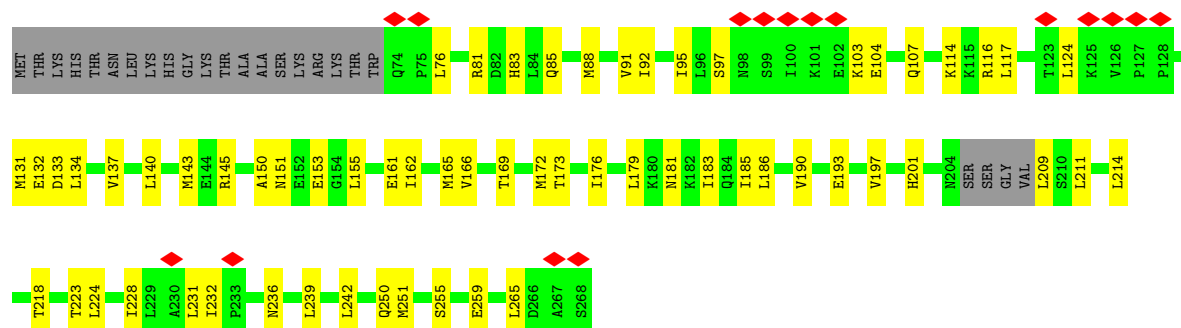 MET THR LYS HIS THR ASN LEU LYS HIS GLY LYS THR ALA ALA SER LYS ARG LYS THR TRP Q74 P75 L76 R81 D82 H83 L84 Q85 M88 V91 I92 I95 L96 S97 N98 S99 I100 K101 E102 K103 E104 Q107 K114 K115 R116 L117 T123 L124 K125 V126 P127 P128
M131 E132 D133 L134 V137 L140 M143 E144 R145 A150 N151 E152 E153 G154 L155 E161 I162 M165 V166 T169 M172 T173 I176 L179 K180 N181 K182 I183 Q184 I185 L186 V190 E193 V197 H201 N204 SER SER GLY VAL L209 S210 L211 L214
T218 T223 L224 I228 L229 A230 L231 I232 P233 N236 L239 L242 Q250 M251 S255 E259 L265 D266 A267 S268